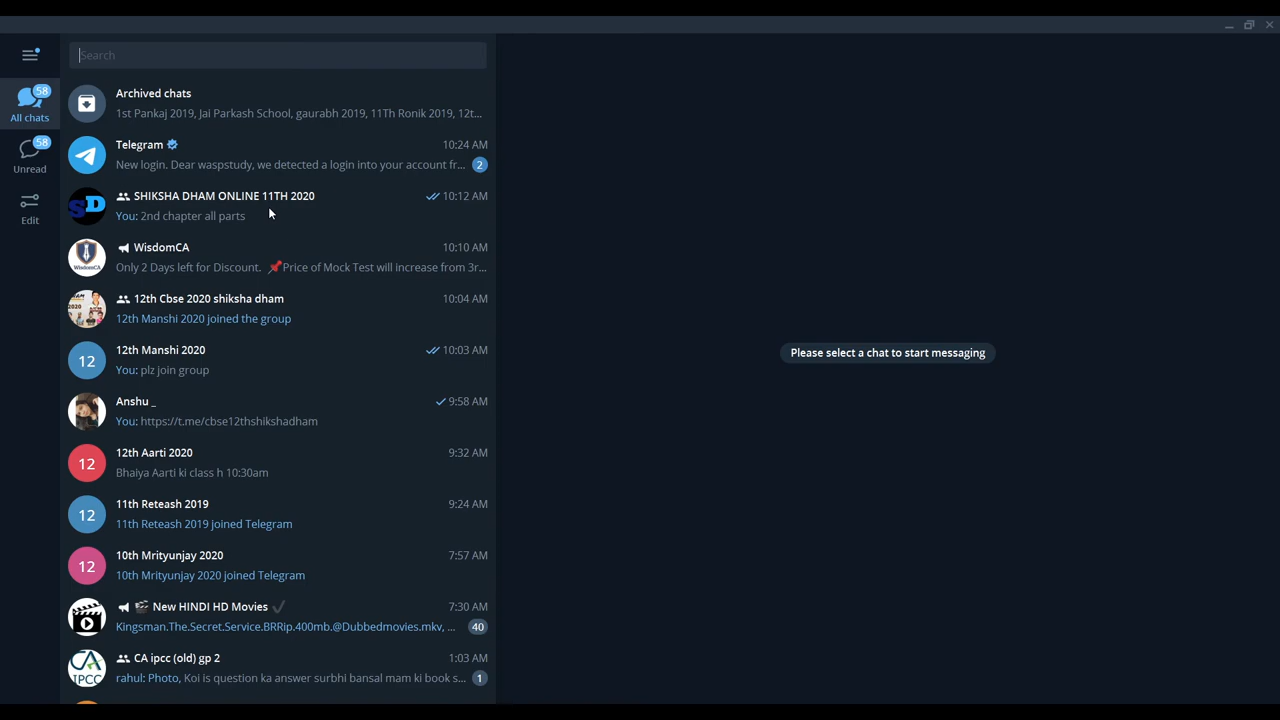 Search
58
All chats
58
Unread
Edit
Archived chats
1st Pankaj 2019, Jai Parkash School, gaurabh 2019, 11Th Ronik 2019, 12t...
Telegram 10:24 AM
New login. Dear waspstudy, we detected a login into your account fr... 2
SD
SHIKSHA DHAM ONLINE 11TH 2020 10:12 AM
You: 2nd chapter all parts
WisdomCA
WisdomCA 10:10 AM
Only 2 Days left for Discount. 📌Price of Mock Test will increase from 3r...
2020
12th Cbse 2020 shiksha dham 10:04 AM
12th Manshi 2020 joined the group
12
12th Manshi 2020 10:03 AM
You: plz join group
Anshu _ 9:58 AM
You: https://t.me/cbse12thshikshadham
12
12th Aarti 2020 9:32 AM
Bhaiya Aarti ki class h 10:30am
12
11th Reteash 2019 9:24 AM
11th Reteash 2019 joined Telegram
12
10th Mrityunjay 2020 7:57 AM
10th Mrityunjay 2020 joined Telegram
🎬 New HINDI HD Movies ✔ 7:30 AM
Kingsman.The.Secret.Service.BRRip.400mb.@Dubbedmovies.mkv, ... 40
CA IPCC
CA ipcc (old) gp 2 1:03 AM
rahul: Photo, Koi is question ka answer surbhi bansal mam ki book s... 1
Please select a chat to start messaging